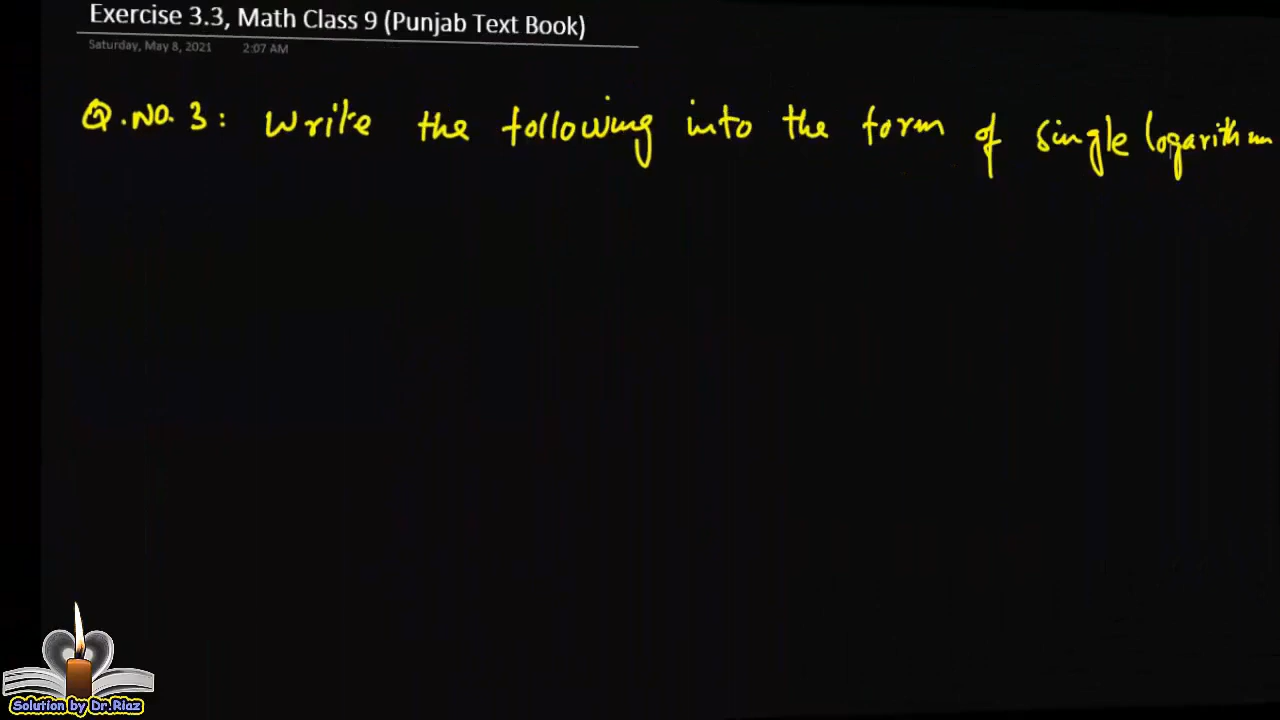 Exercise 3.3, Math Class 9 (Punjab Text Book)
Saturday, May 8, 2021 2:07 AM
Q.No. 3: Write the following into the form of single logarithm
Solution by Dr.Riaz